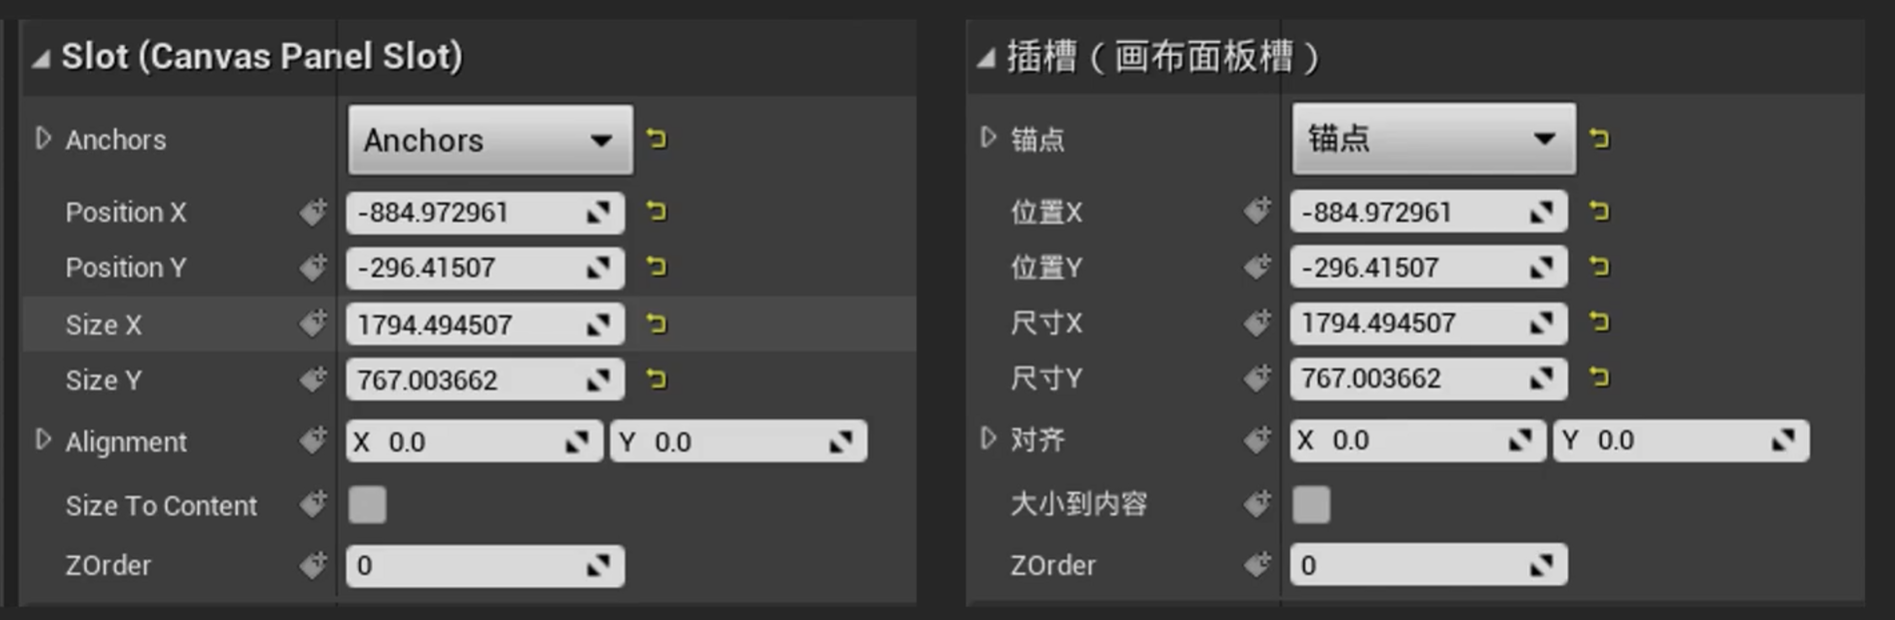 Slot (Canvas Panel Slot)
Anchors Anchors
Position X -884.972961
Position Y -296.41507
Size X 1794.494507
Size Y 767.003662
Alignment X 0.0 Y 0.0
Size To Content
ZOrder 0
插槽（画布面板槽）
锚点 锚点
位置X -884.972961
位置Y -296.41507
尺寸X 1794.494507
尺寸Y 767.003662
对齐 X 0.0 Y 0.0
大小到内容
ZOrder 0